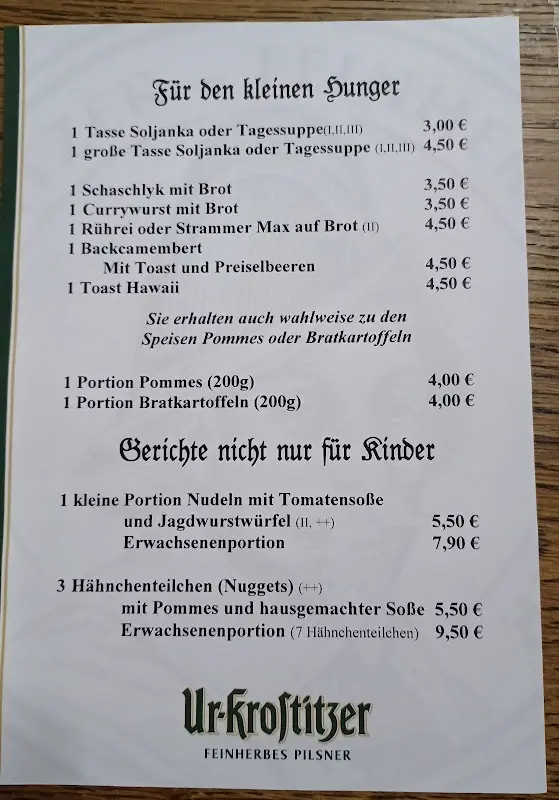 Für den kleinen Hunger
1 Tasse Soljanka oder Tagessuppe(I,II,III) 3,00 €
1 große Tasse Soljanka oder Tagessuppe (I,II,III) 4,50 €
1 Schaschlyk mit Brot 3,50 €
1 Currywurst mit Brot 3,50 €
1 Rührei oder Strammer Max auf Brot (II) 4,50 €
1 Backcamembert
Mit Toast und Preiselbeeren 4,50 €
1 Toast Hawaii 4,50 €
Sie erhalten auch wahlweise zu den
Speisen Pommes oder Bratkartoffeln
1 Portion Pommes (200g) 4,00 €
1 Portion Bratkartoffeln (200g) 4,00 €
Gerichte nicht nur für Kinder
1 kleine Portion Nudeln mit Tomatensoße
und Jagdwurstwürfel (II, ++) 5,50 €
Erwachsenenportion 7,90 €
3 Hähnchenteilchen (Nuggets) (++)
mit Pommes und hausgemachter Soße 5,50 €
Erwachsenenportion (7 Hähnchenteilchen) 9,50 €
Ur-Kroſtitzer
FEINHERBES PILSNER